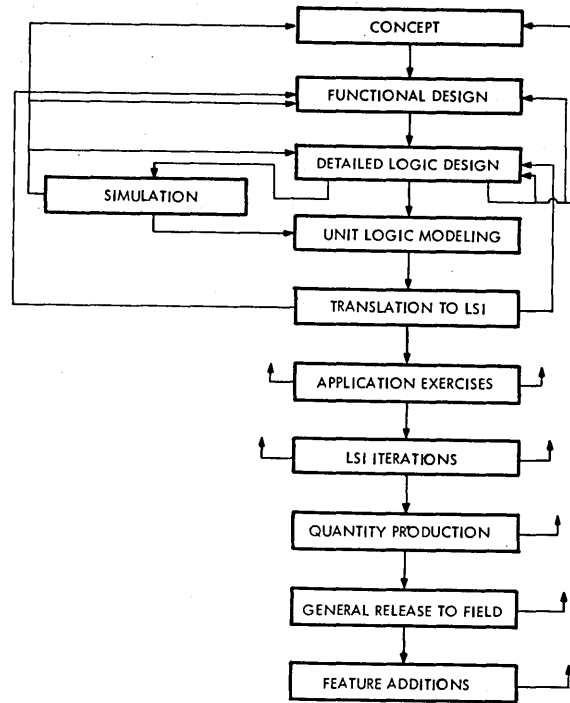 CONCEPT
FUNCTIONAL DESIGN
DETAILED LOGIC DESIGN
SIMULATION
UNIT LOGIC MODELING
TRANSLATION TO LSI
APPLICATION EXERCISES
LSI ITERATIONS
QUANTITY PRODUCTION
GENERAL RELEASE TO FIELD
FEATURE ADDITIONS